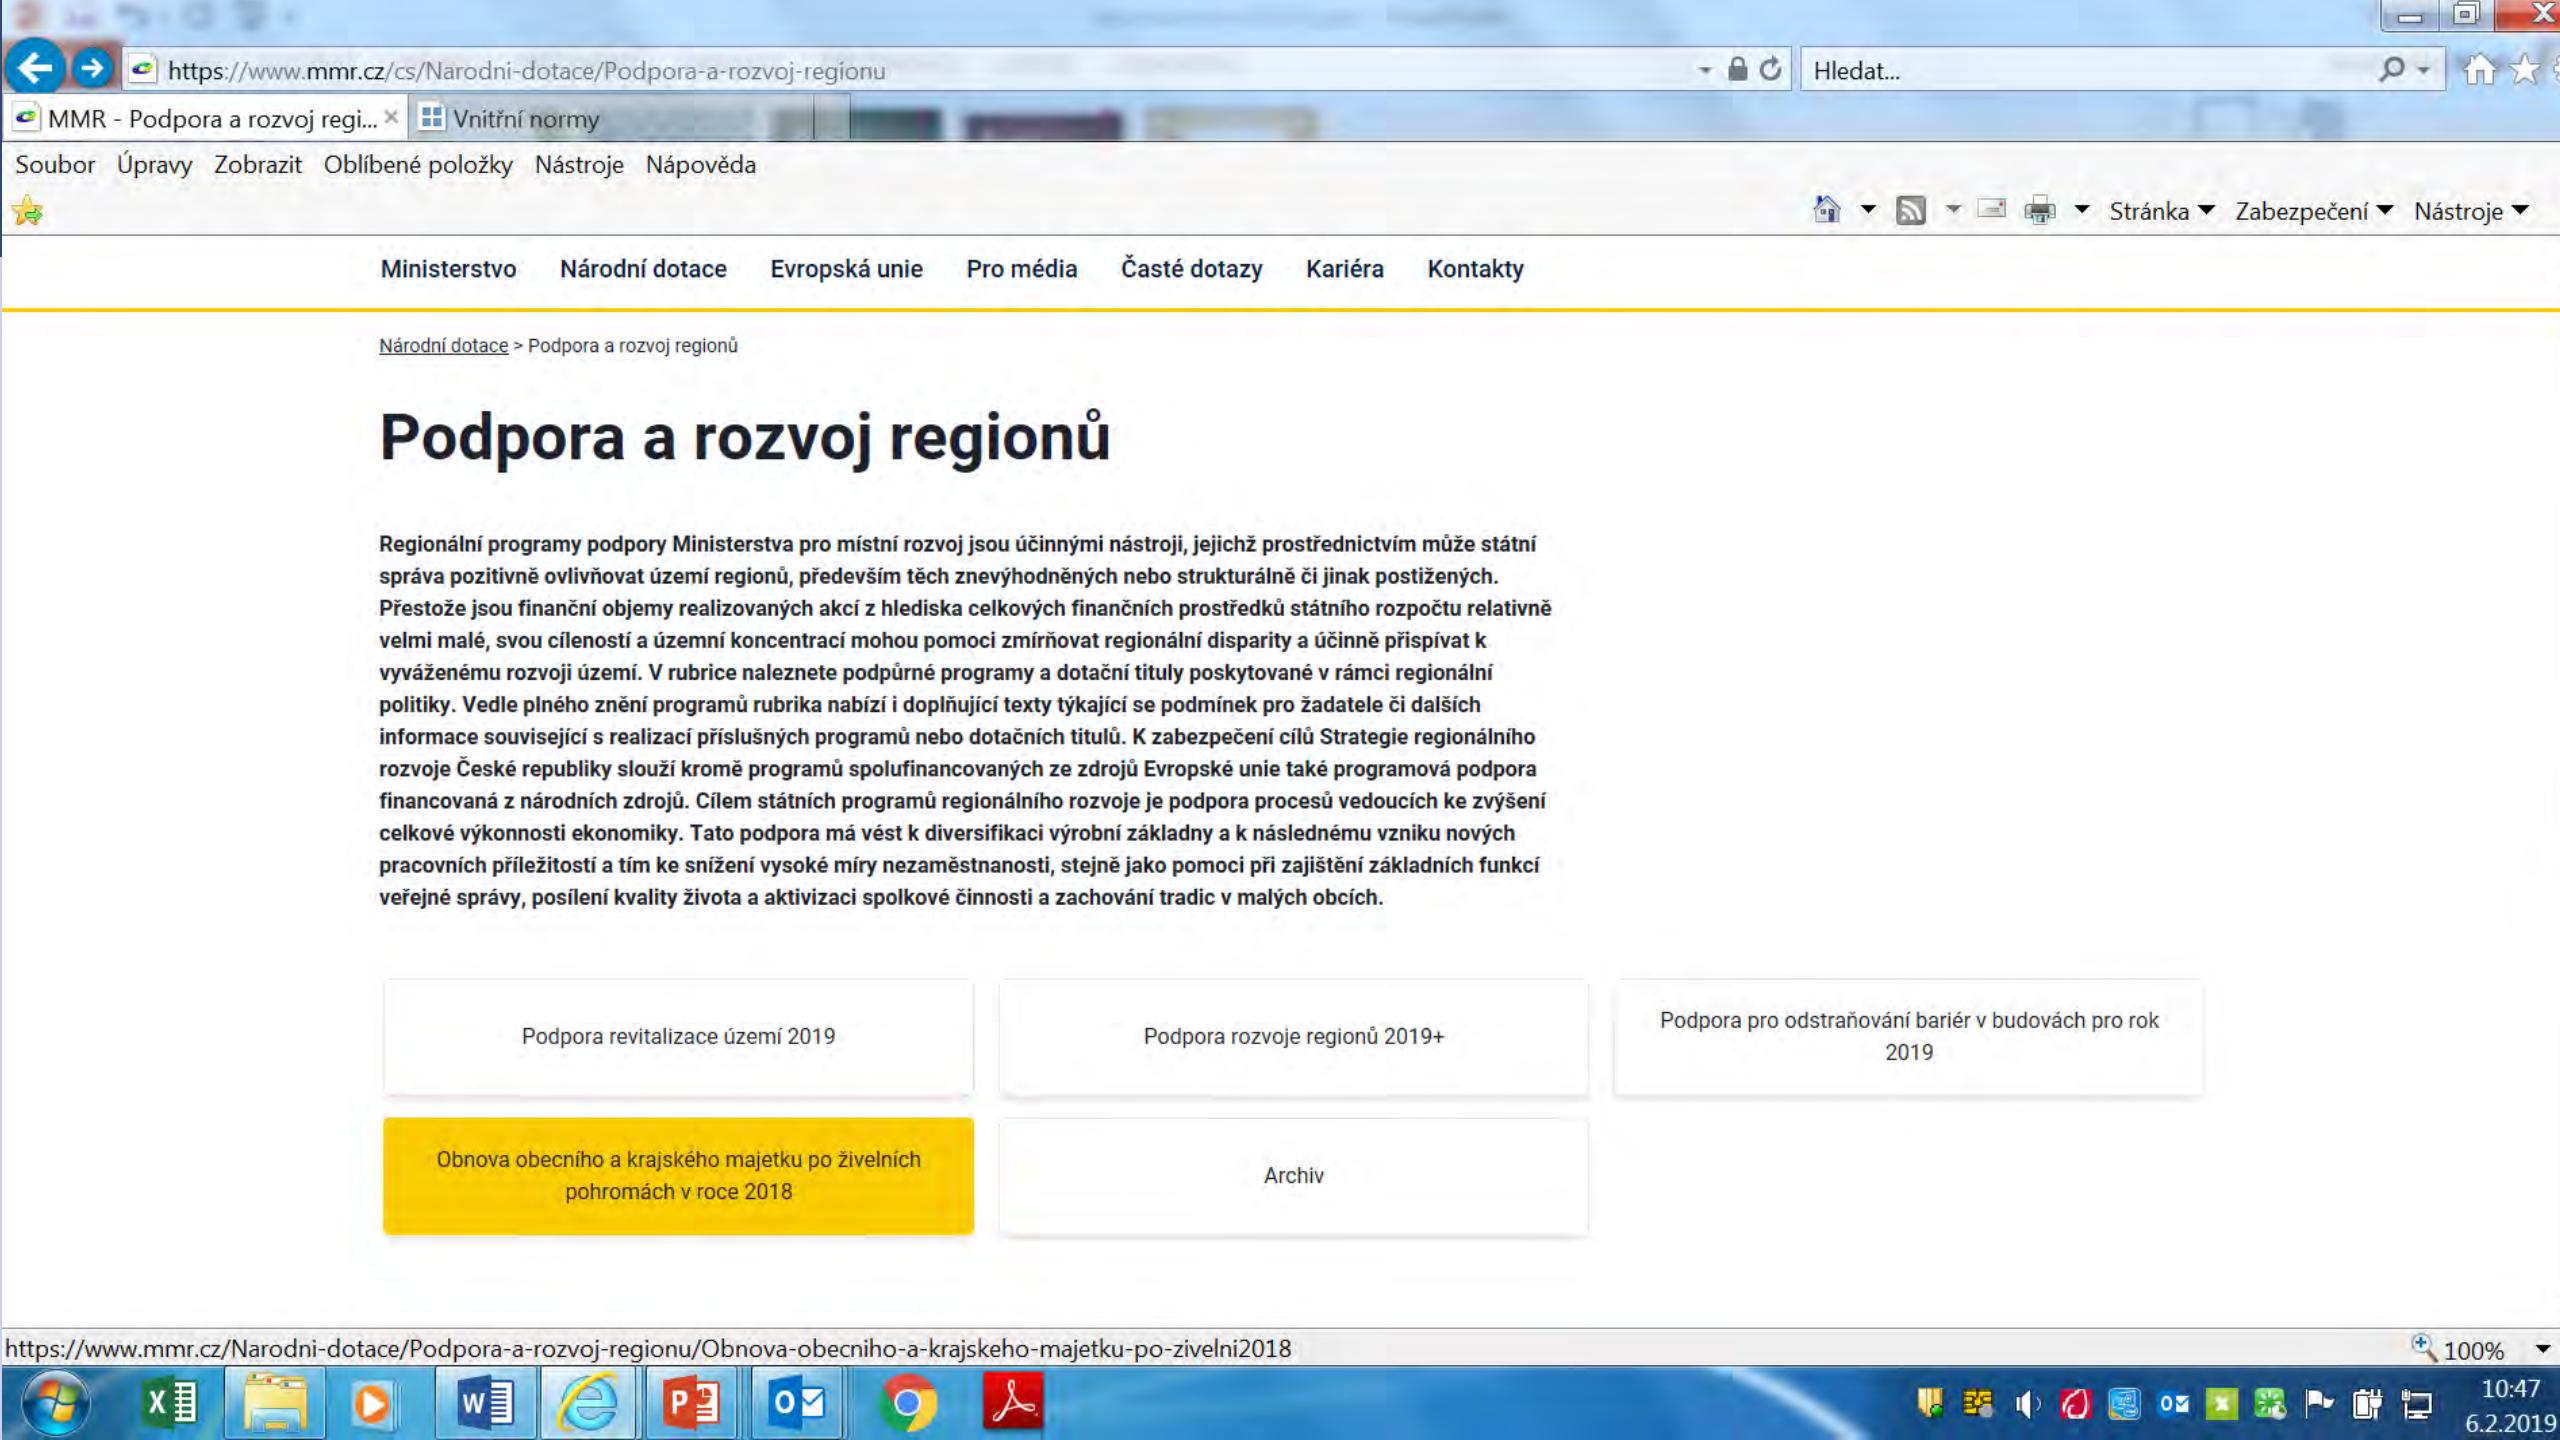 https://www.mmr.cz/cs/Narodni-dotace/Podpora-a-rozvoj-regionu
Hledat...
MMR - Podpora a rozvoj regi...
Vnitřní normy
Soubor Úpravy Zobrazit Oblíbené položky Nástroje Nápověda
Stránka Zabezpečení Nástroje
Ministerstvo Národní dotace Evropská unie Pro média Časté dotazy Kariéra Kontakty
Národní dotace > Podpora a rozvoj regionů
Podpora a rozvoj regionů
Regionální programy podpory Ministerstva pro místní rozvoj jsou účinnými nástroji, jejichž prostřednictvím může státní
správa pozitivně ovlivňovat území regionů, především těch znevýhodněných nebo strukturálně či jinak postižených.
Přestože jsou finanční objemy realizovaných akcí z hlediska celkových finančních prostředků státního rozpočtu relativně
velmi malé, svou cíleností a územní koncentrací mohou pomoci zmírňovat regionální disparity a účinně přispívat k
vyváženému rozvoji území. V rubrice naleznete podpůrné programy a dotační tituly poskytované v rámci regionální
politiky. Vedle plného znění programů rubrika nabízí i doplňující texty týkající se podmínek pro žadatele či dalších
informace související s realizací příslušných programů nebo dotačních titulů. K zabezpečení cílů Strategie regionálního
rozvoje České republiky slouží kromě programů spolufinancovaných ze zdrojů Evropské unie také programová podpora
financovaná z národních zdrojů. Cílem státních programů regionálního rozvoje je podpora procesů vedoucích ke zvýšení
celkové výkonnosti ekonomiky. Tato podpora má vést k diversifikaci výrobní základny a k následnému vzniku nových
pracovních příležitostí a tím ke snížení vysoké míry nezaměstnanosti, stejně jako pomoci při zajištění základních funkcí
veřejné správy, posílení kvality života a aktivizaci spolkové činnosti a zachování tradic v malých obcích.
Podpora revitalizace území 2019
Podpora rozvoje regionů 2019+
Podpora pro odstraňování bariér v budovách pro rok
2019
Obnova obecního a krajského majetku po živelních
pohromách v roce 2018
Archiv
https://www.mmr.cz/Narodni-dotace/Podpora-a-rozvoj-regionu/Obnova-obecniho-a-krajskeho-majetku-po-zivelni2018
100%
10:47
6.2.2019